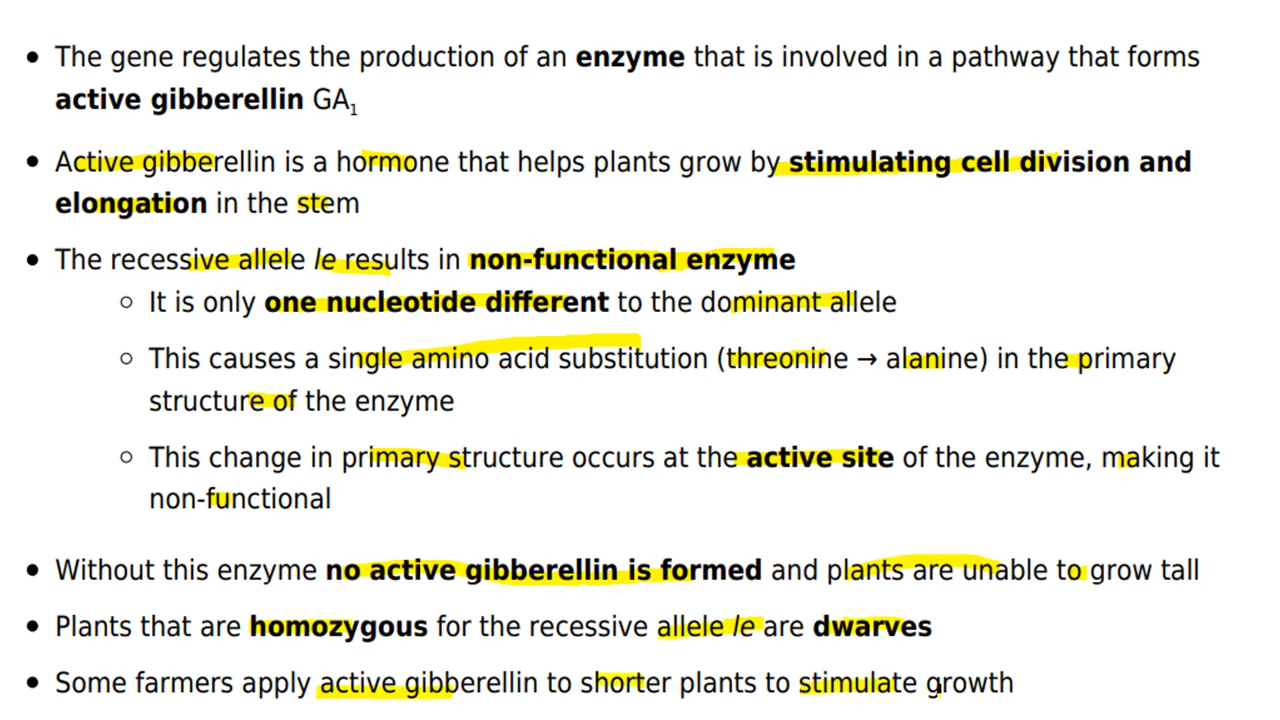 • The gene regulates the production of an enzyme that is involved in a pathway that forms
active gibberellin GA₁
• Active gibberellin is a hormone that helps plants grow by stimulating cell division and
elongation in the stem
• The recessive allele le results in non-functional enzyme
○ It is only one nucleotide different to the dominant allele
○ This causes a single amino acid substitution (threonine → alanine) in the primary
structure of the enzyme
○ This change in primary structure occurs at the active site of the enzyme, making it
non-functional
• Without this enzyme no active gibberellin is formed and plants are unable to grow tall
• Plants that are homozygous for the recessive allele le are dwarves
• Some farmers apply active gibberellin to shorter plants to stimulate growth